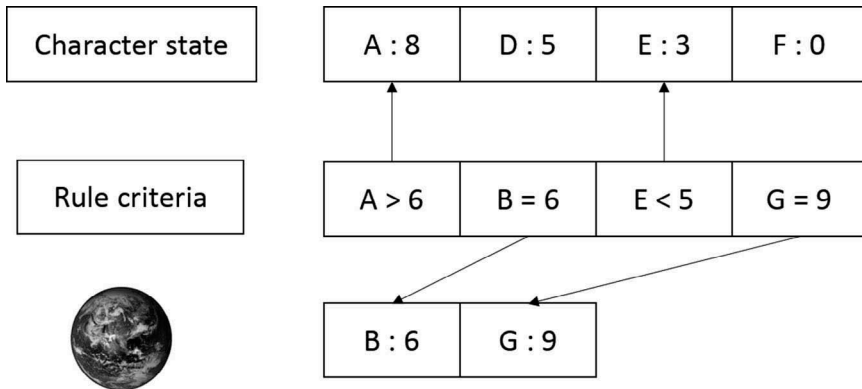 Character state
A : 8
D : 5
E : 3
F : 0
Rule criteria
A > 6
B = 6
E < 5
G = 9
B : 6
G : 9